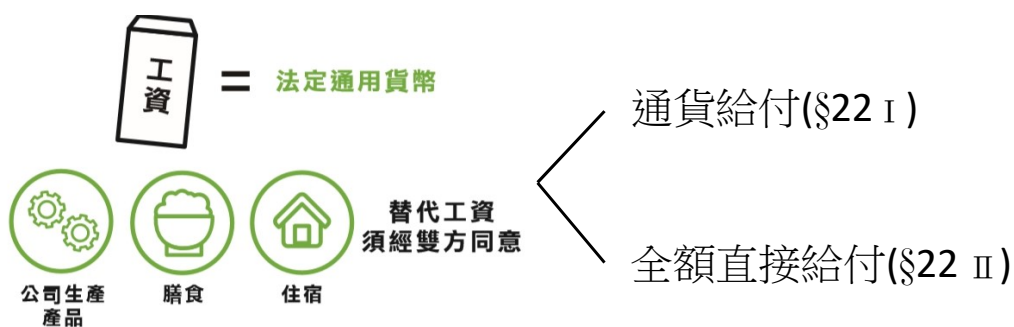 工資
=
法定通用貨幣
公司生產
產品
膳食
住宿
替代工資
須經雙方同意
通貨給付(§22 I)
全額直接給付(§22 II)